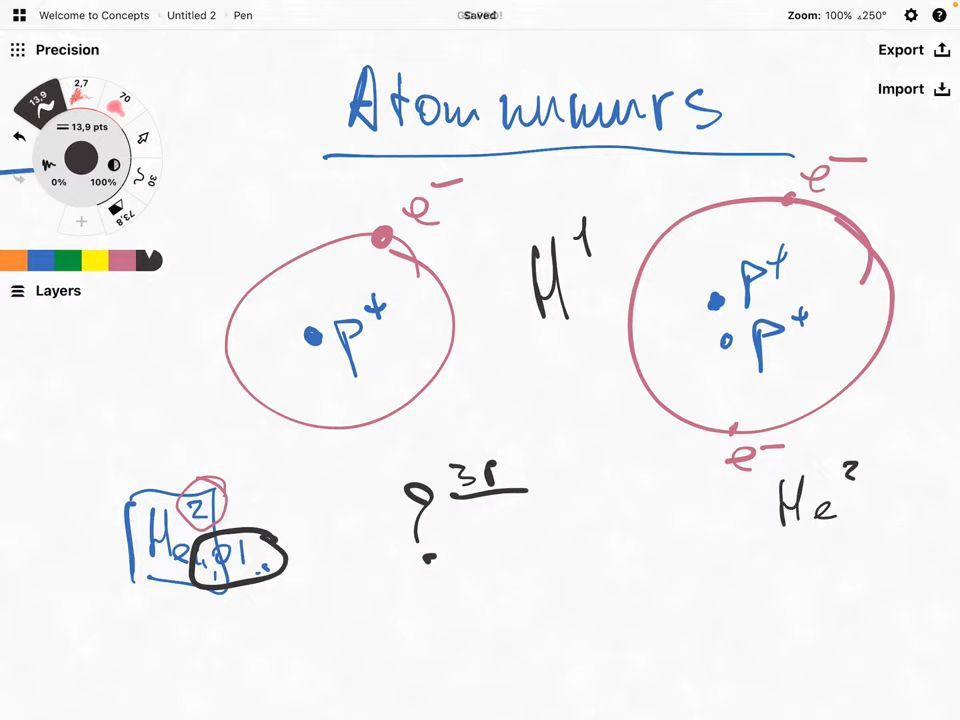 Welcome to Concepts
Untitled 2
Pen
Saved
Zoom: 100% ⊿250°
Precision
Export
Import
13,9
2,7
70
13,9 pts
0%
100%
30
73,8
+
Layers
Atomnumurs
e⁻
e⁻
H¹
p⁺
p⁺
p⁺
e⁻
He²
?
He
2